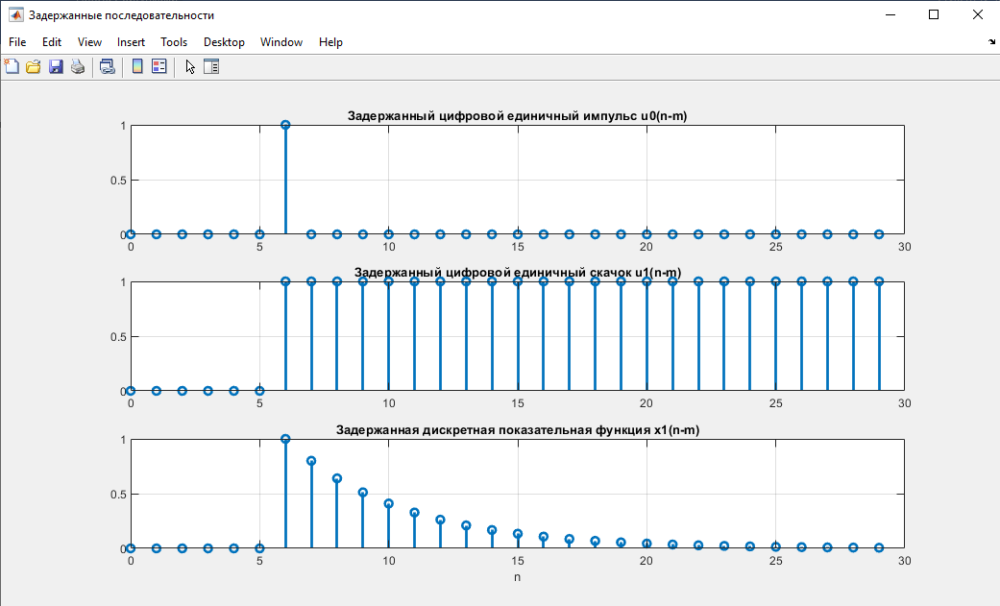 Задержанные последовательности
File Edit View Insert Tools Desktop Window Help
Задержанный цифровой единичный импульс u0(n-m)
1
0.5
0
0 5 10 15 20 25 30
Задержанный цифровой единичный скачок u1(n-m)
1
0.5
0
0 5 10 15 20 25 30
Задержанная дискретная показательная функция x1(n-m)
1
0.5
0
0 5 10 15 20 25 30
n